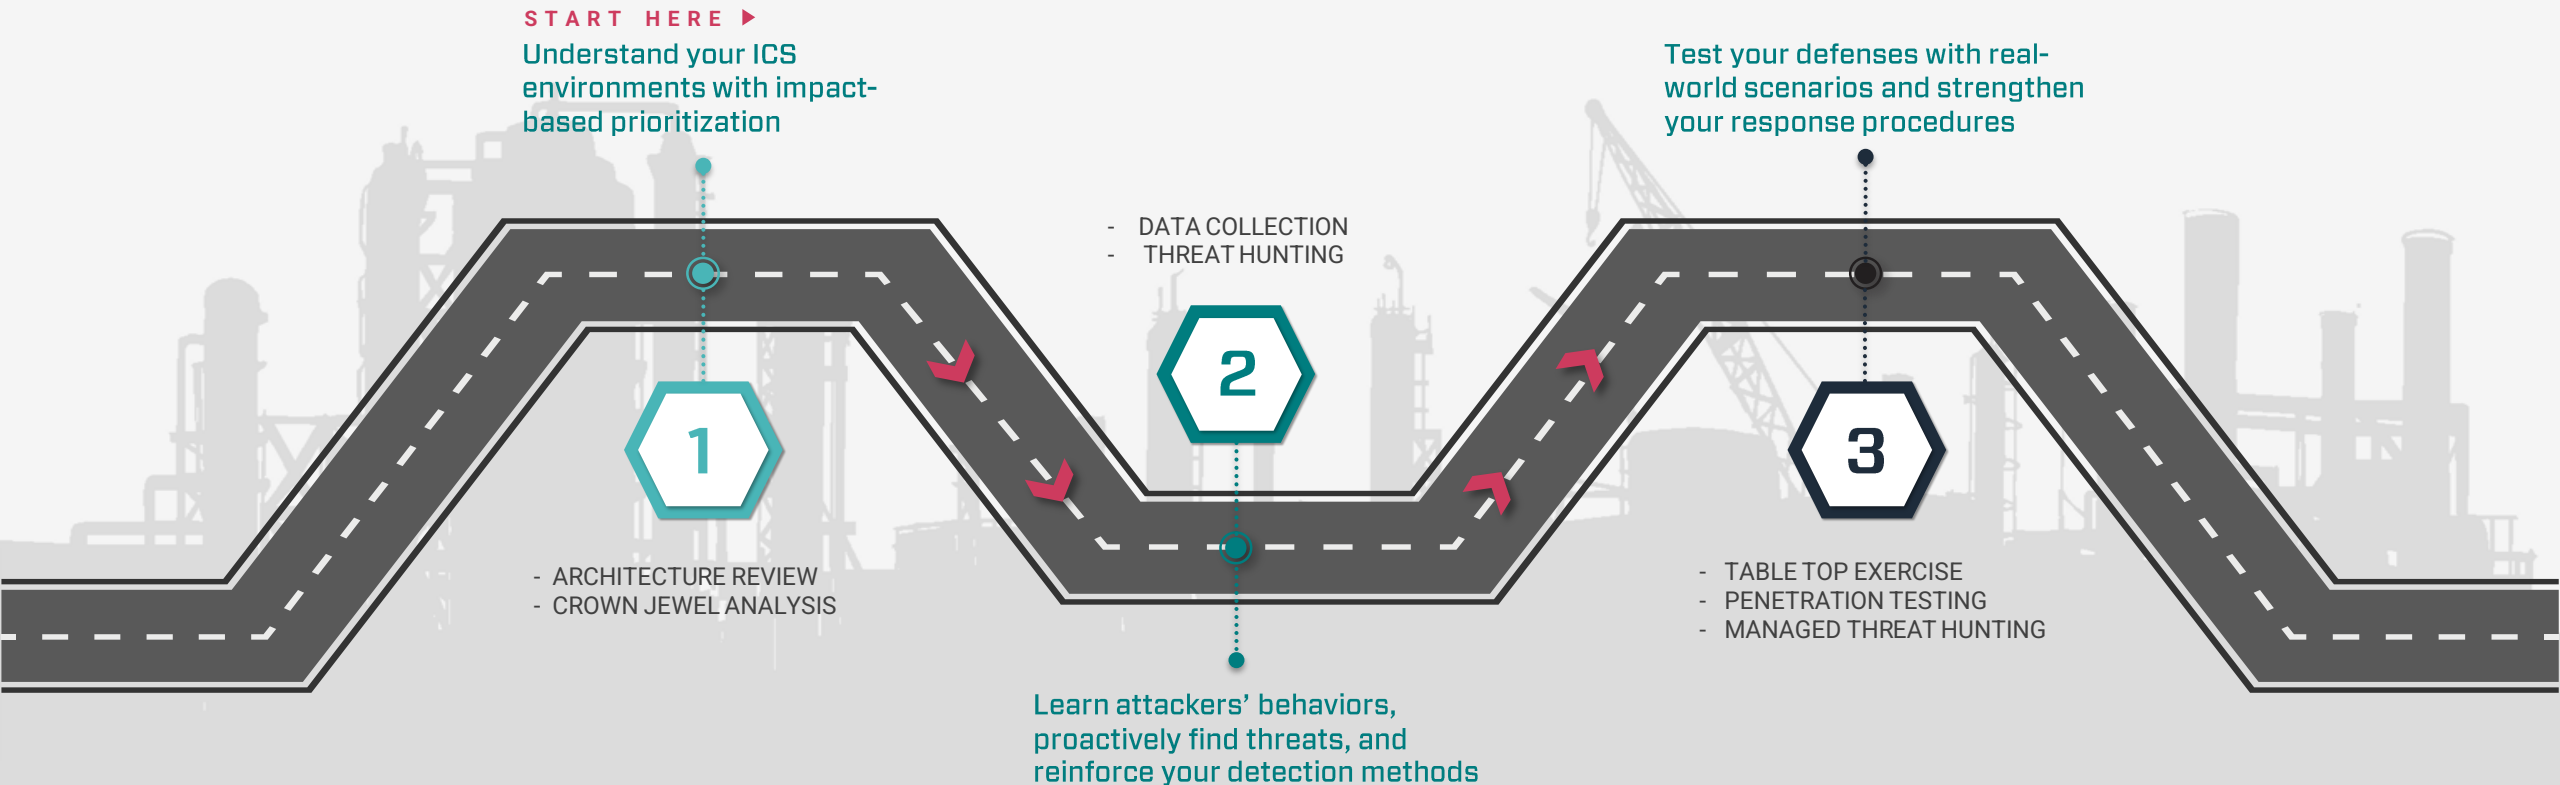 START HERE
Understand your ICS
environments with impact-
based prioritization
1
- ARCHITECTURE REVIEW
- CROWN JEWEL ANALYSIS
- DATA COLLECTION
- THREAT HUNTING
2
Learn attackers’ behaviors,
proactively find threats, and
reinforce your detection methods
Test your defenses with real-
world scenarios and strengthen
your response procedures
3
- TABLE TOP EXERCISE
- PENETRATION TESTING
- MANAGED THREAT HUNTING